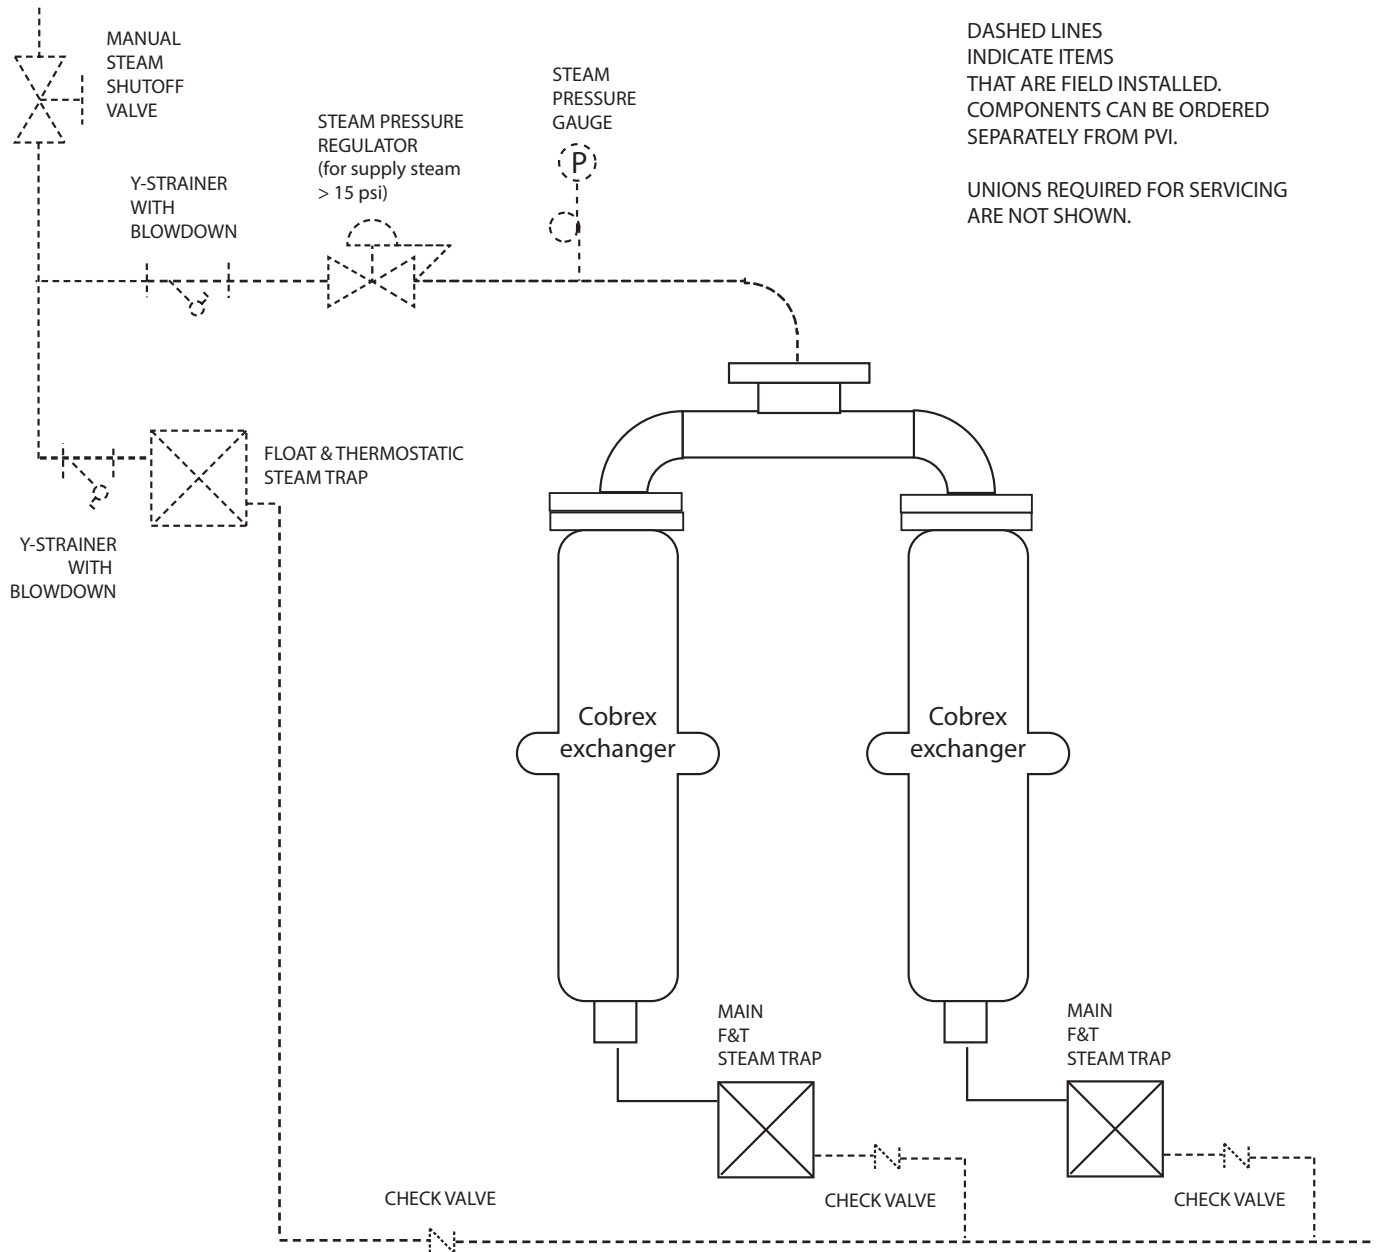 MANUAL
STEAM
SHUTOFF
VALVE
STEAM
PRESSURE
GAUGE
P
DASHED LINES
INDICATE ITEMS
THAT ARE FIELD INSTALLED.
COMPONENTS CAN BE ORDERED
SEPARATELY FROM PVI.
UNIONS REQUIRED FOR SERVICING
ARE NOT SHOWN.
STEAM PRESSURE
REGULATOR
(for supply steam
> 15 psi)
Y-STRAINER
WITH
BLOWDOWN
FLOAT & THERMOSTATIC
STEAM TRAP
Y-STRAINER
WITH
BLOWDOWN
Cobrex
exchanger
Cobrex
exchanger
MAIN
F&T
STEAM TRAP
MAIN
F&T
STEAM TRAP
CHECK VALVE
CHECK VALVE
CHECK VALVE